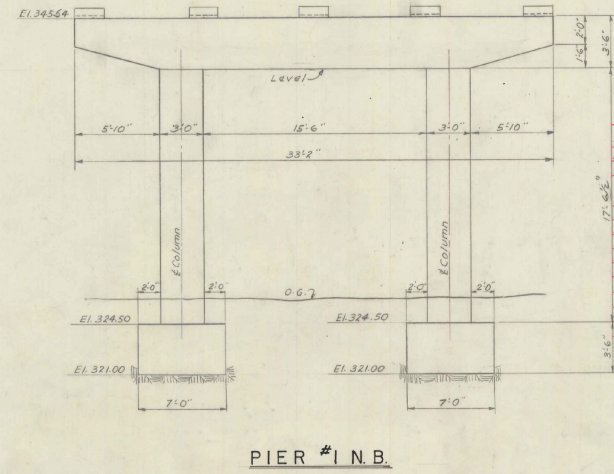 El. 345.54
2'-0"
1'-6"
3'-6"
Level
5'-10"
3'-0"
15'-6"
3'-0"
5'-10"
33'-2"
17'-6½"
℄ Column
℄ Column
2'-0"
2'-0"
O.G.
2'-0"
2'-0"
El. 324.50
El. 324.50
3'-6"
El. 321.00
El. 321.00
7'-0"
7'-0"
PIER #1 N.B.